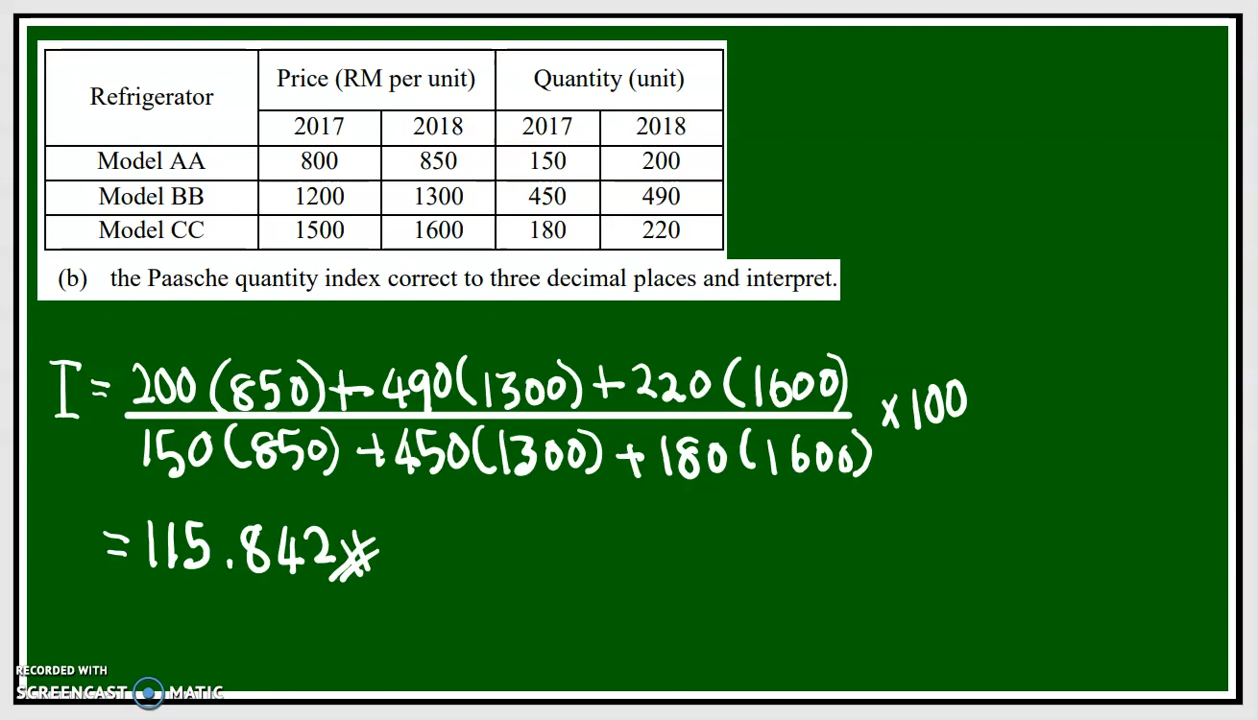 Refrigerator Price (RM per unit) Quantity (unit)
2017 2018 2017 2018
Model AA 800 850 150 200
Model BB 1200 1300 450 490
Model CC 1500 1600 180 220
(b) the Paasche quantity index correct to three decimal places and interpret.
I = 200(850)+490(1300)+220(1600)
150(850)+450(1300)+180(1600)
×100
= 115.842
RECORDED WITH
SCREENCAST MATIC